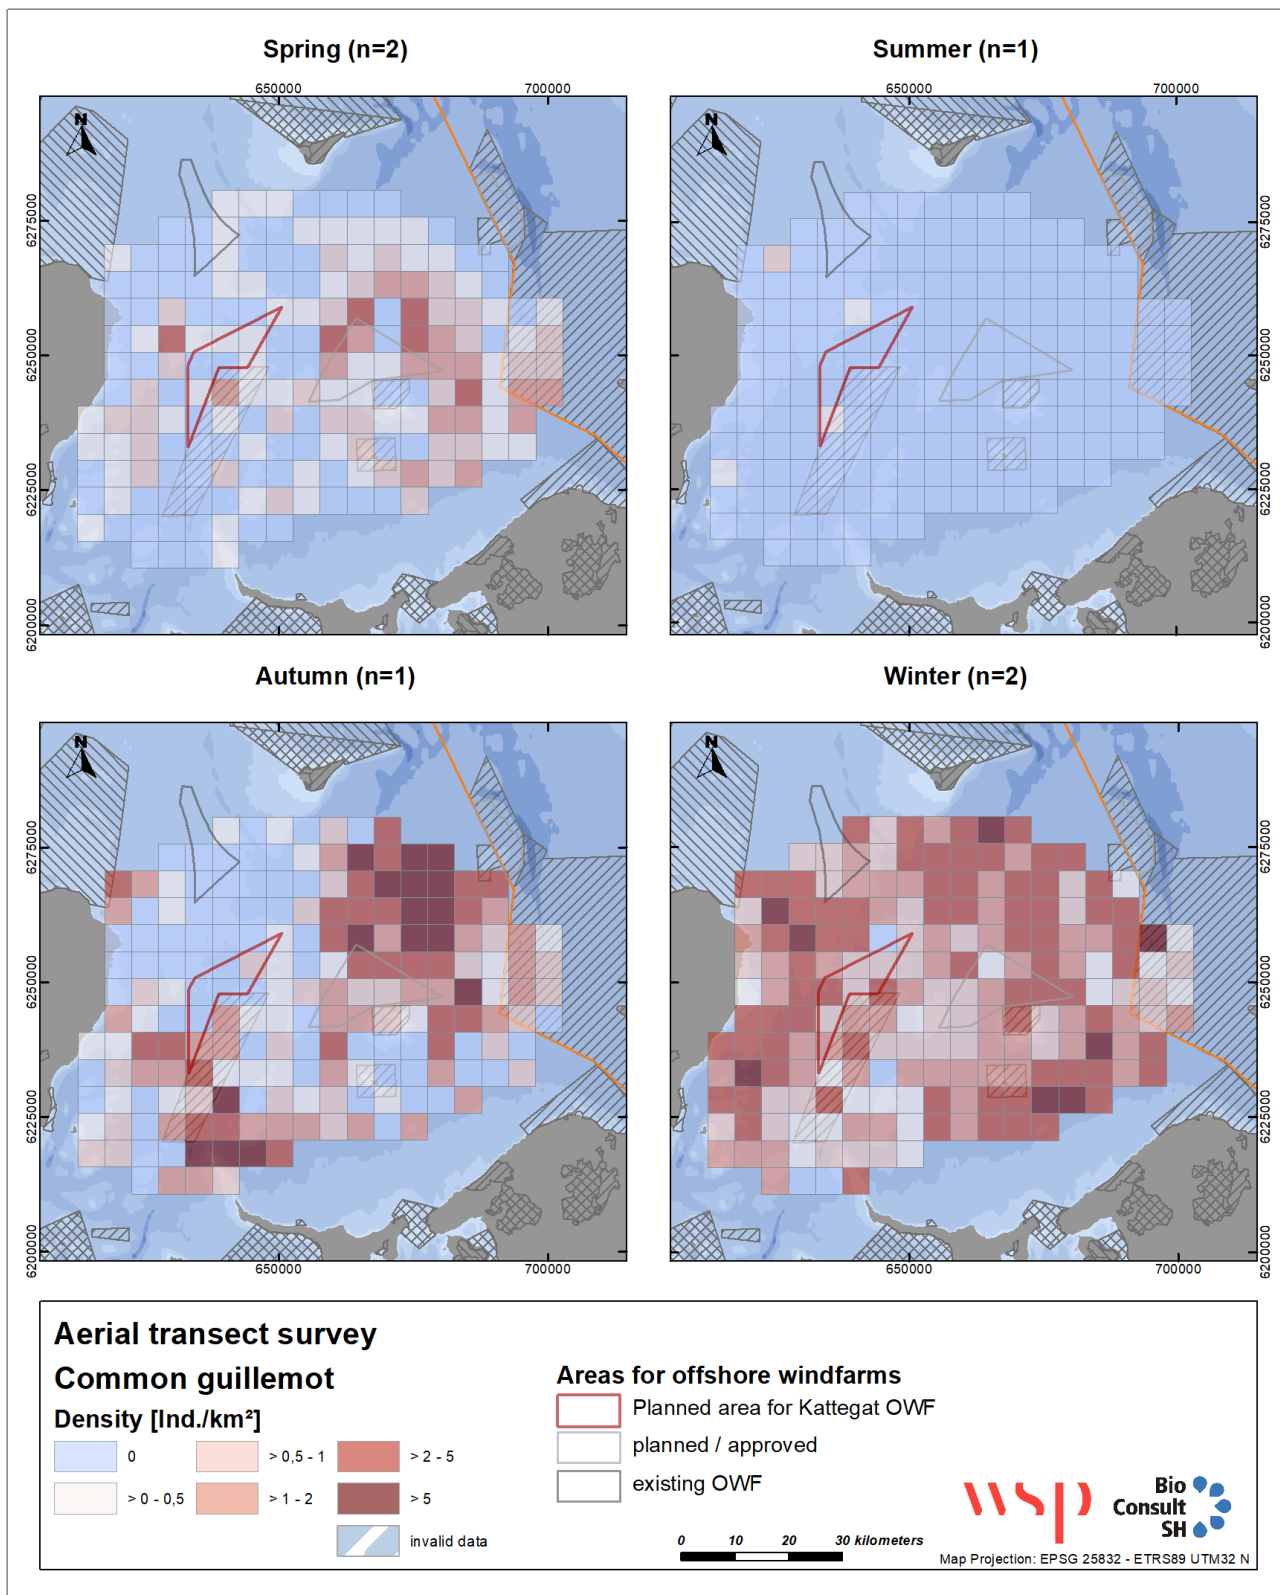 Spring (n=2)
Summer (n=1)
650000
700000
650000
700000
N
N
6275000
6250000
6225000
6200000
6275000
6250000
6225000
6200000
Autumn (n=1)
Winter (n=2)
N
N
6275000
6250000
6225000
6200000
6275000
6250000
6225000
6200000
650000
700000
650000
700000
Aerial transect survey
Common guillemot
Density [Ind./km²]
0
> 0,5 - 1
> 2 - 5
> 0 - 0,5
> 1 - 2
> 5
invalid data
Areas for offshore windfarms
Planned area for Kattegat OWF
planned / approved
existing OWF
0 10 20 30 kilometers
wsp
Bio
Consult
SH
Map Projection: EPSG 25832 - ETRS89 UTM32 N